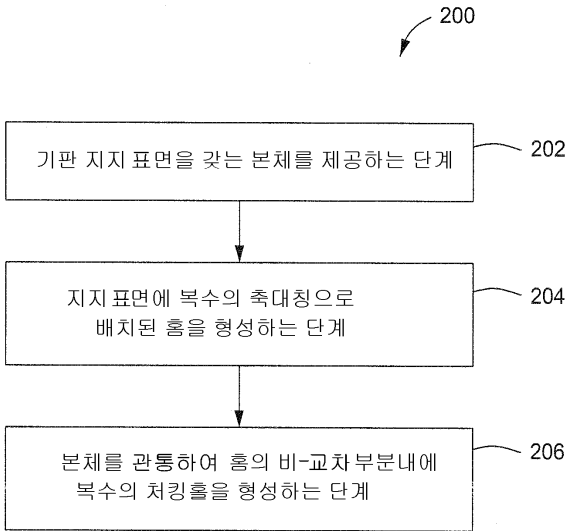 200
기판 지지 표면을 갖는 본체를 제공하는 단계
202
지지 표면에 복수의 축대칭으로
배치된 홈을 형성하는 단계
204
본체를 관통하여 홈의 비-교차부분내에
복수의 처킹홀을 형성하는 단계
206